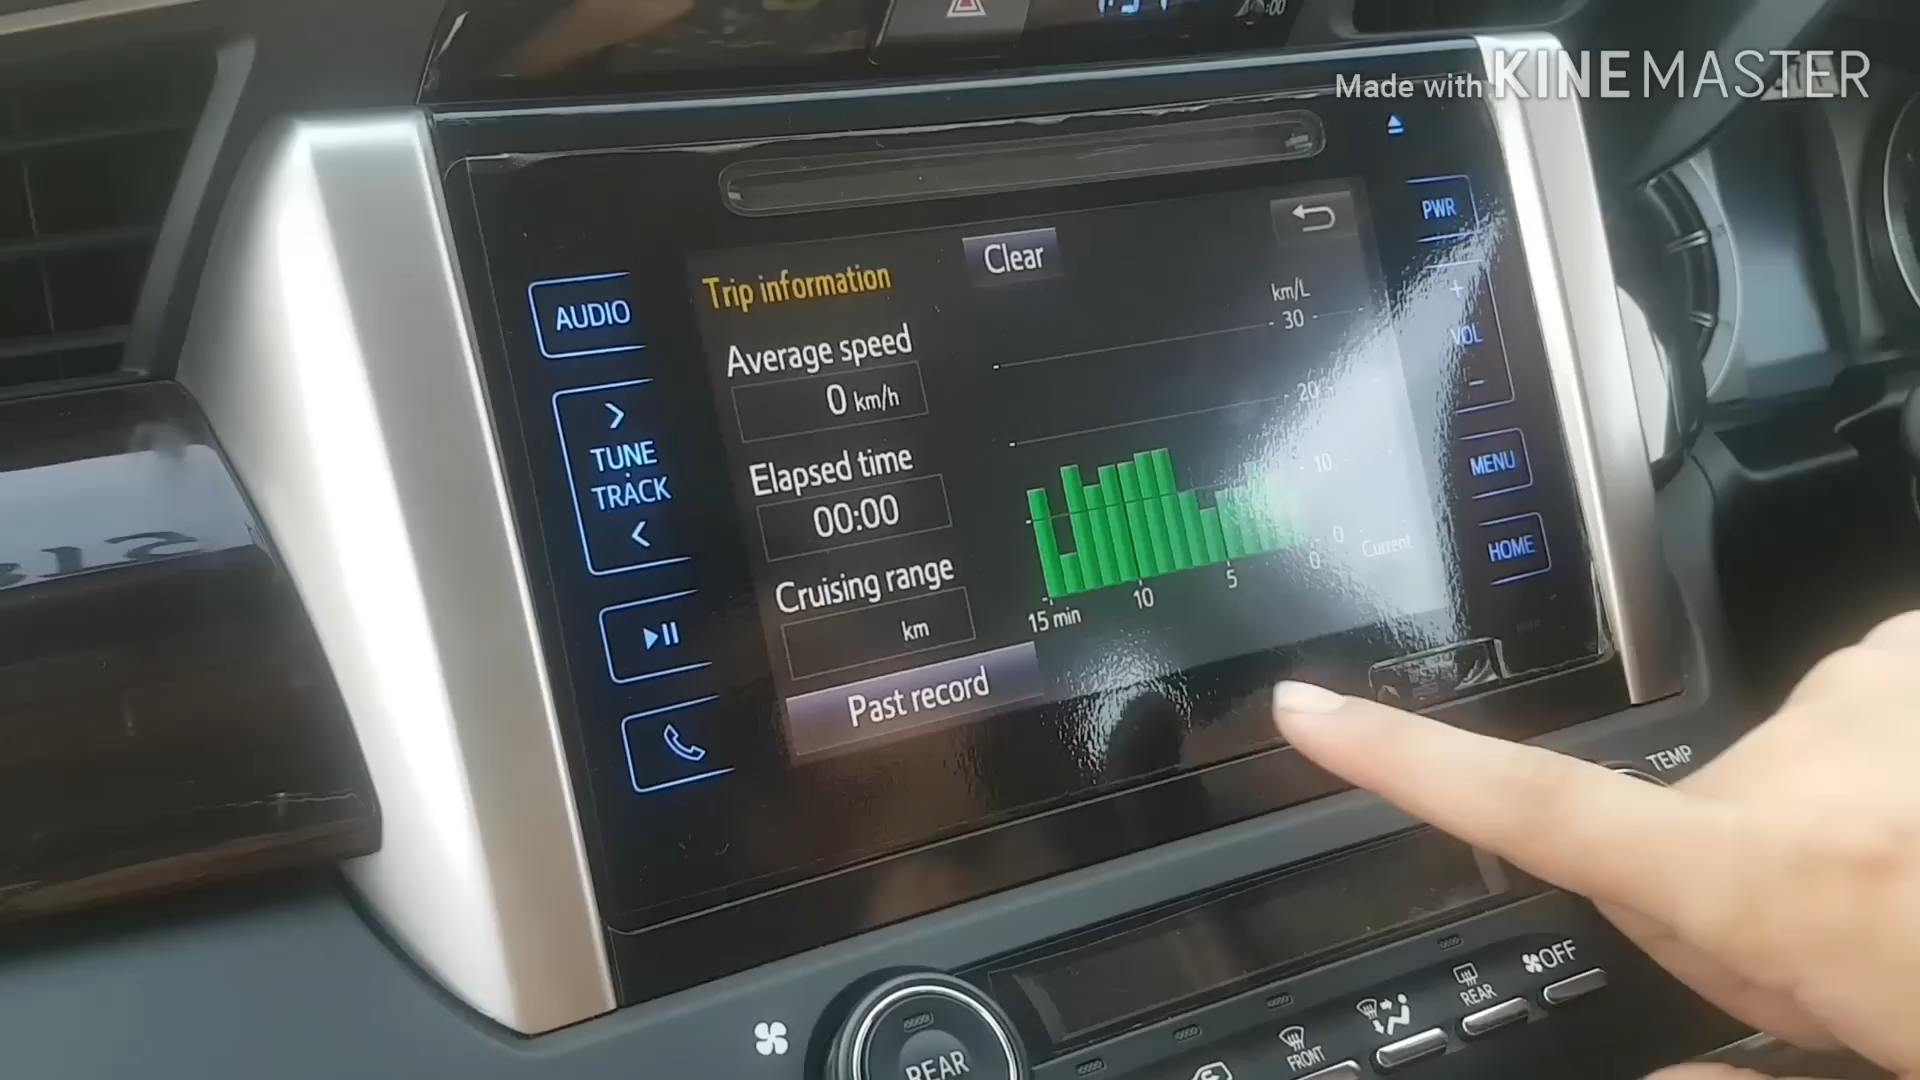 Made with KINEMASTER
PWR
Clear
Trip information
AUDIO
km/L
30
Average speed
0 km/h
+
VOL
-
20
>
TUNE
TRACK
<
Elapsed time
00:00
10
MENU
Cruising range
km
0
Current
HOME
15 min
10
5
0
Past record
TEMP
OFF
REAR
FRONT
REAR